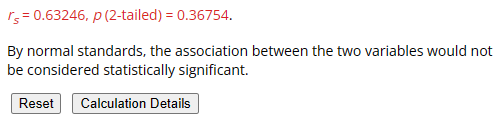 rs = 0.63246, p (2-tailed) = 0.36754.
By normal standards, the association between the two variables would not
be considered statistically significant.
Reset Calculation Details